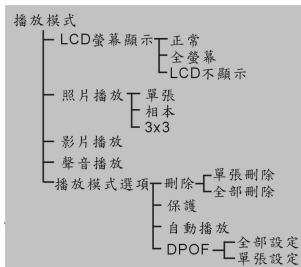 播放模式
LCD螢幕顯示 正常
全螢幕
LCD不顯示
照片播放 單張
相本
3x3
影片播放
聲音播放
播放模式選項 刪除 單張刪除
全部刪除
保護
自動播放
DPOF 全部設定
單張設定